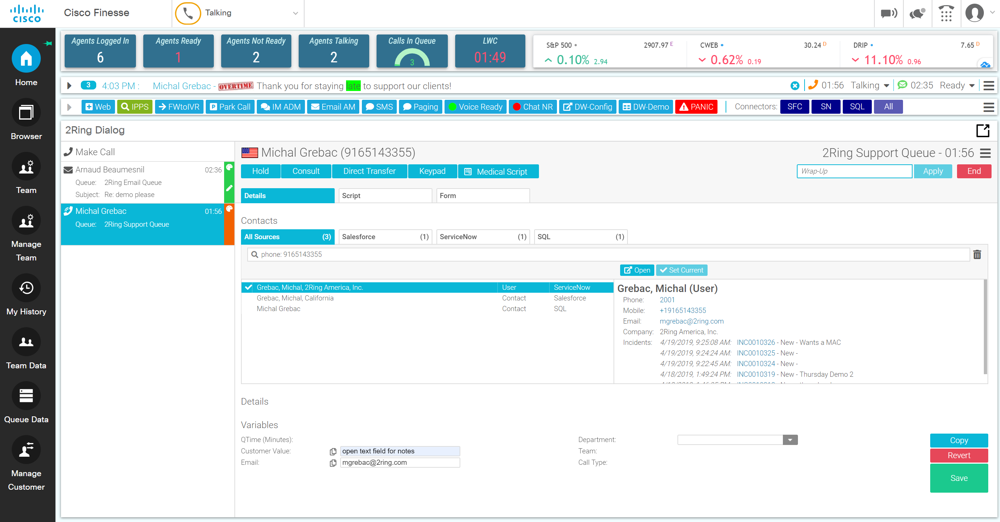 CISCO
Cisco Finesse
Talking
Home
Browser
Team
Manage Team
My History
Team Data
Queue Data
Manage Customer
Agents Logged In
6
Agents Ready
1
Agents Not Ready
2
Agents Talking
2
Calls In Queue
3
LWC
01:49
S&P 500 2907.97 E
0.10% 2.94
CWEB 30.24 D
0.62% 0.19
DRIP 7.65 D
11.10% 0.96
3 4:03 PM : Michal Grebac - OVERTIME Thank you for staying late to support our clients!
01:56 Talking
02:35 Ready
Web
IPPS
FWtoIVR
Park Call
IM ADM
Email AM
SMS
Paging
Voice Ready
Chat NR
DW-Config
DW-Demo
PANIC
Connectors: SFC SN SQL All
2Ring Dialog
Make Call
Arnaud Beaumesnil 02:36
Queue: 2Ring Email Queue
Subject: Re: demo please
Michal Grebac 01:56
Queue: 2Ring Support Queue
Michal Grebac (9165143355)
2Ring Support Queue - 01:56
Hold Consult Direct Transfer Keypad Medical Script
Wrap-Up Apply End
Details Script Form
Contacts
All Sources (3) Salesforce (1) ServiceNow (1) SQL (1)
phone: 9165143355
Open Set Current
Grebac, Michal, 2Ring America, Inc. User ServiceNow
Grebac, Michal, California Contact Salesforce
Michal Grebac Contact SQL
Grebac, Michal (User)
Phone: 2001
Mobile: +19165143355
Email: mgrebac@2ring.com
Company: 2Ring America, Inc.
Incidents: 4/19/2019, 9:25:08 AM: INC0010326 - New - Wants a MAC
4/19/2019, 9:24:24 AM: INC0010325 - New -
4/19/2019, 9:22:45 AM: INC0010324 - New -
4/18/2019, 1:49:24 PM: INC0010319 - New - Thursday Demo 2
Details
Variables
QTime (Minutes):
Customer Value: open text field for notes
Email: mgrebac@2ring.com
Department:
Team:
Call Type:
Copy
Revert
Save